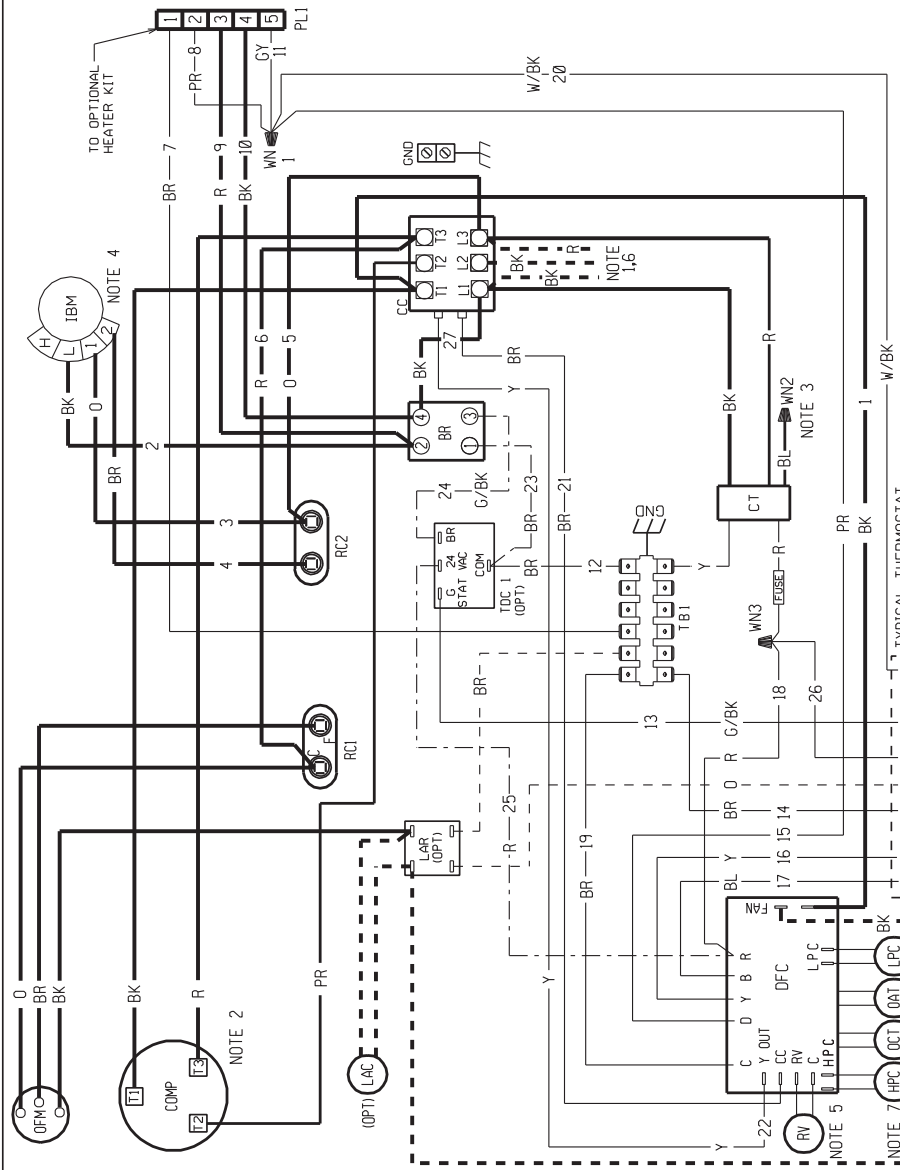 TO OPTIONAL
HEATER KIT
1
2
3
4
5
PL1
BR 7
PR 8
R 9
BK 10
GY 11
WN
1
W/BK
20
GND
IBM
H
L
1
2
NOTE 4
BK
O
BR
2
3
4
RC2
R 6
O 5
CC
T1
T2
T3
L1
L2
L3
R
BK
BK
NOTE
1,6
27
BK
BR
Y
4
3
2
1
BR
24
G/BK
23
BR
BR
BR
24
VAC
G
STAT
COM
TDC 1
(OPT)
21
BR
12
GND
TB1
Y
BK
R
CT
BL
WN2
NOTE 3
R
FUSE
WN3
18
26
W/BK
1
BK
PR
TYPICAL THERMOSTAT
C
F
RC1
BR
13
G/BK
R
O
BR 14
15
Y 16
BL 17
25
R
19
BR
LAR
(OPT)
O
BR
BK
OFM
BK
R
PR
T1
T2
T3
COMP
NOTE 2
(OPT)
LAC
Y
FAN
BK
R
B
Y
D
C
DFC
LPC
Y OUT
CC
RV
C
HPC
22
Y
RV
NOTE 5
NOTE 7
HPC
OCT
OAT
LPC